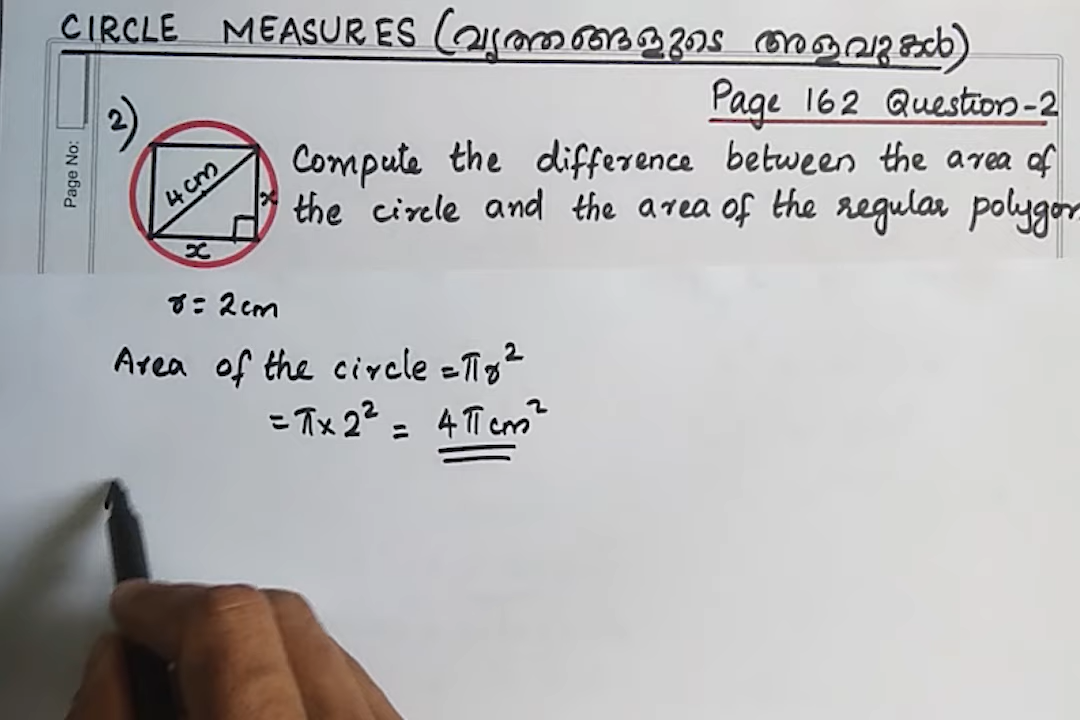 CIRCLE MEASURES (വൃത്തങ്ങളുടെ അളവുകൾ)
Page 162 Question-2
Page No:
2)
4cm
x
x
Compute the difference between the area of
the circle and the area of the regular polygon
r = 2cm
Area of the circle = πr²
= π × 2² = 4π cm²